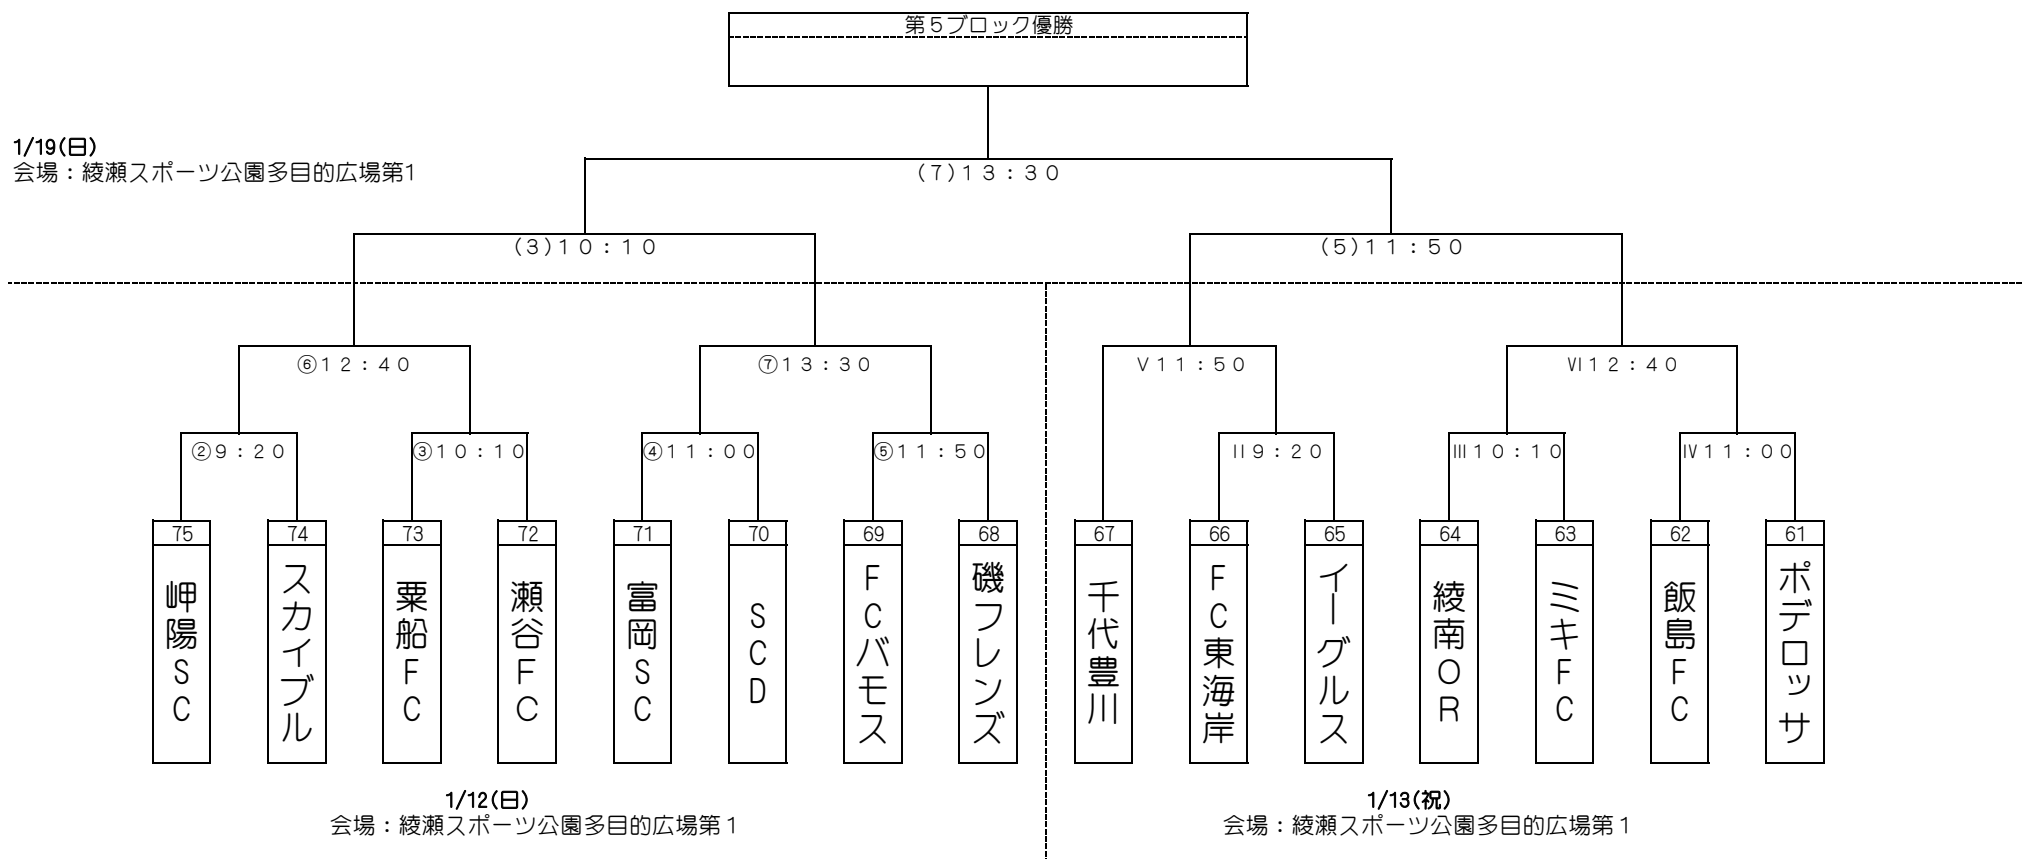 第５ブロック優勝
1/19(日)
会場：綾瀬スポーツ公園多目的広場第1
(７)１３：３０
(３)１０：１０
(５)１１：５０
⑥１２：４０
⑦１３：３０
Ⅴ１１：５０
Ⅵ１２：４０
②９：２０
③１０：１０
④１１：００
⑤１１：５０
Ⅱ９：２０
Ⅲ１０：１０
Ⅳ１１：００
75
74
73
72
71
70
69
68
67
66
65
64
63
62
61
岬陽ＳＣ
スカイブル
粟船ＦＣ
瀬谷ＦＣ
富岡ＳＣ
ＳＣＤ
ＦＣバモス
磯フレンズ
千代豊川
ＦＣ東海岸
イーグルス
綾南ＯＲ
ミキＦＣ
飯島ＦＣ
ポデロッサ
1/12(日)
会場：綾瀬スポーツ公園多目的広場第１
1/13(祝)
会場：綾瀬スポーツ公園多目的広場第１